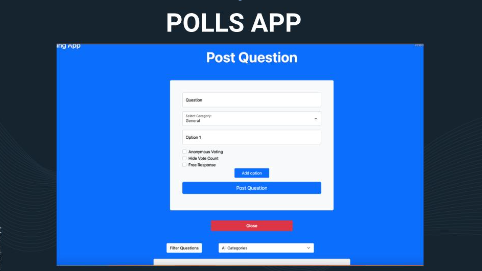 POLLS APP
ing App
Post Question
Question
Select Category
General
Option 1
Anonymous Voting
Hide Vote Count
Free Response
Add option
Post Question
Close
Filter Questions
All Categories